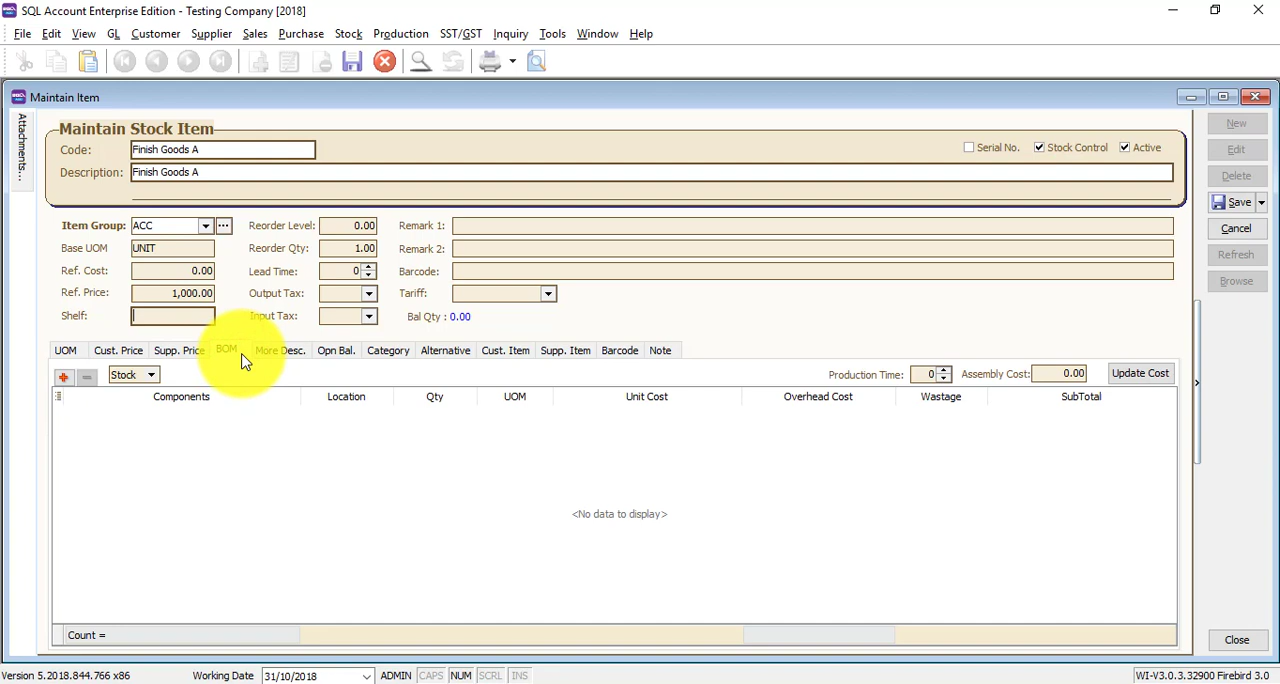 SQL Account Enterprise Edition - Testing Company [2018]
File Edit View GL Customer Supplier Sales Purchase Stock Production SST/GST Inquiry Tools Window Help
Maintain Item
Attachments...
Maintain Stock Item
Code: Finish Goods A Serial No. Stock Control Active
Description: Finish Goods A
Item Group: ACC Reorder Level: 0.00 Remark 1:
Base UOM UNIT Reorder Qty: 1.00 Remark 2:
Ref. Cost: 0.00 Lead Time: 0 Barcode:
Ref. Price: 1,000.00 Output Tax: Tariff:
Shelf: Input Tax: Bal Qty : 0.00
UOM Cust. Price Supp. Price BOM More Desc. Opn Bal. Category Alternative Cust. Item Supp. Item Barcode Note
Stock Production Time: 0 Assembly Cost: 0.00 Update Cost
Components Location Qty UOM Unit Cost Overhead Cost Wastage SubTotal
<No data to display>
Count =
New
Edit
Delete
Save
Cancel
Refresh
Browse
Close
Version 5.2018.844.766 x86 Working Date 31/10/2018 ADMIN CAPS NUM SCRL INS WI-V3.0.3.32900 Firebird 3.0